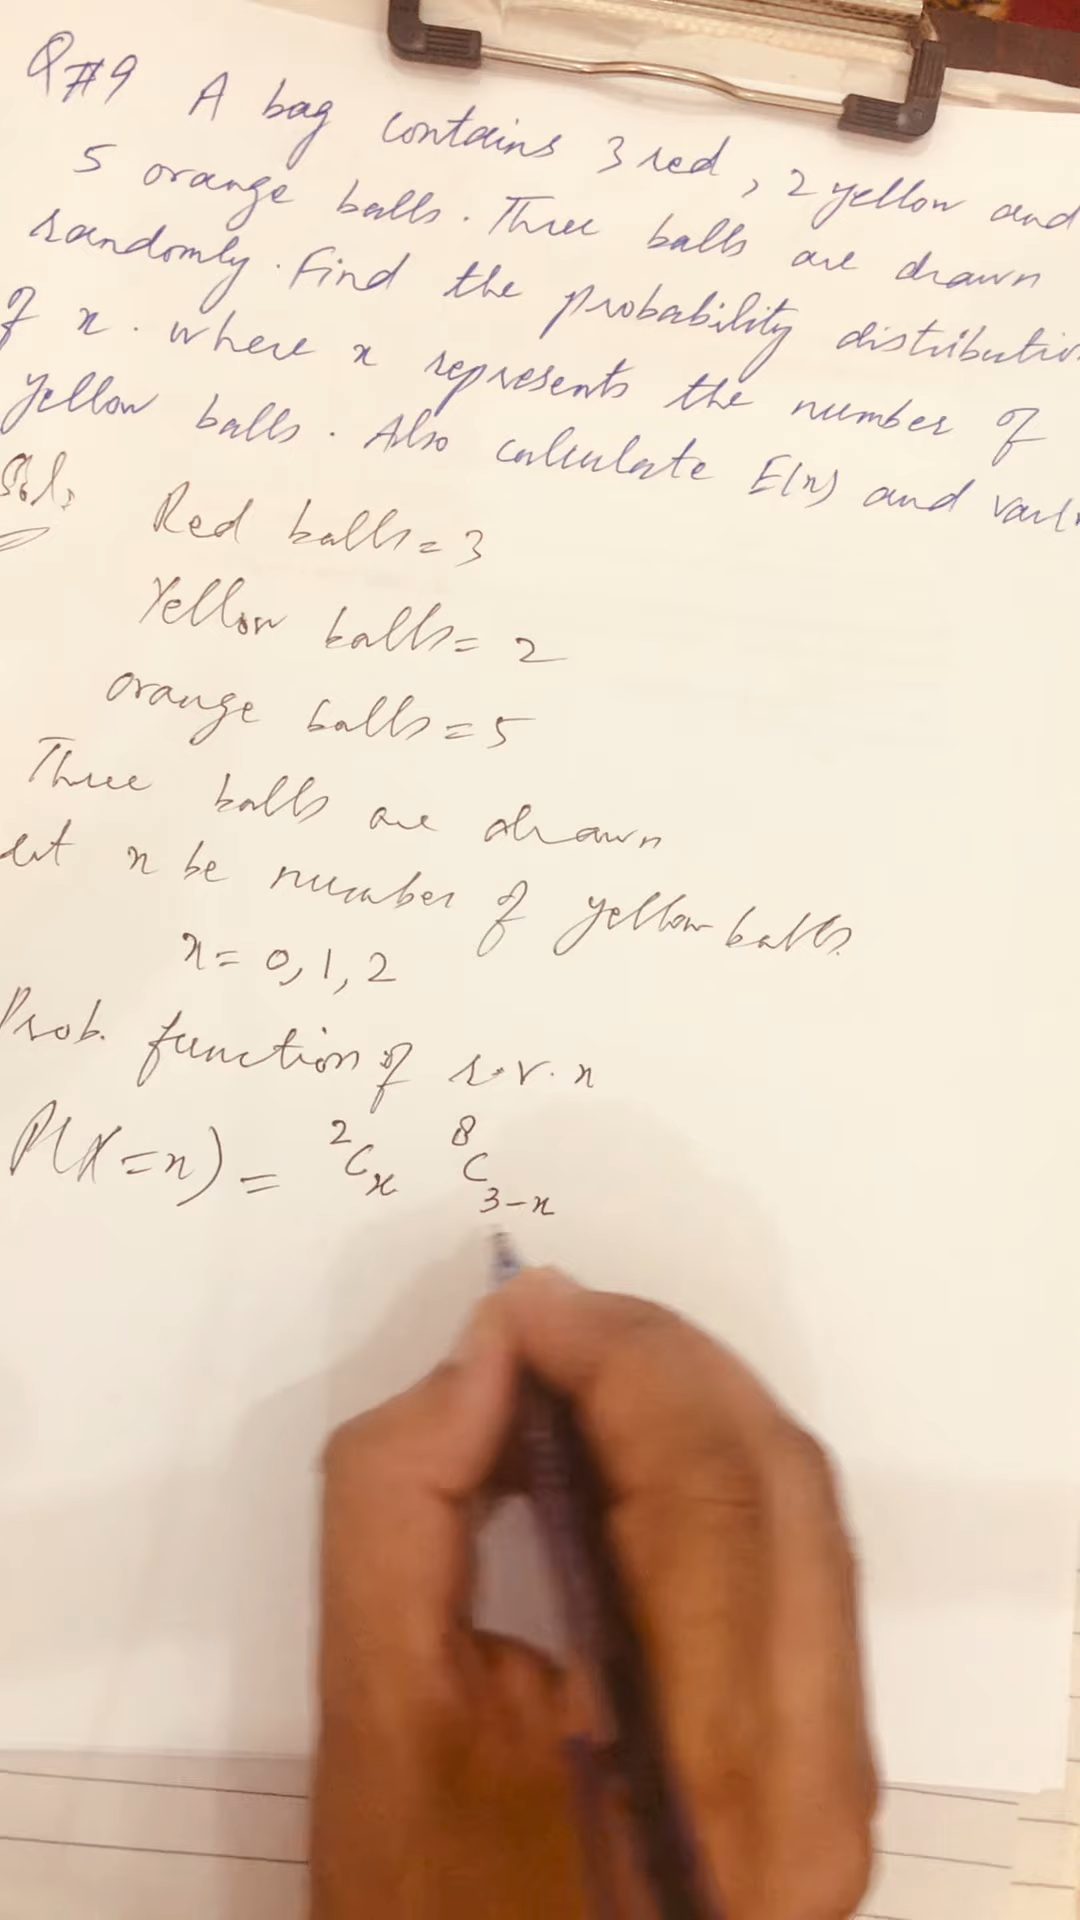 Q#9 A bag contains 3 red, 2 yellow and
5 orange balls. Three balls are drawn
randomly. Find the probability distributio
of x. where x represents the number of
yellow balls. Also calculate E(x) and var(x
Sol:
Red balls = 3
Yellow balls = 2
orange balls = 5
Three balls are drawn
let x be number of yellow balls.
x = 0, 1, 2
Prob. function of r.v. x
P(X=x) = ²Cₓ ⁸C₃₋ₓ